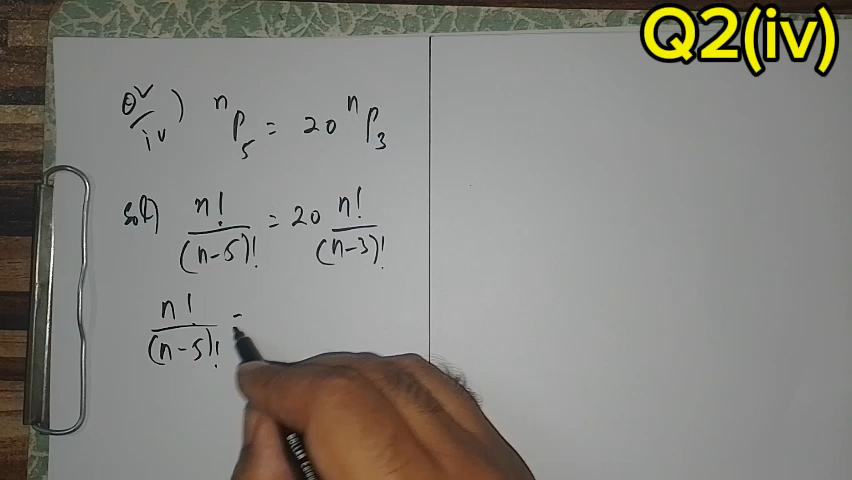 Q2(iv)
Q/iv) ⁿP₅ = 20 ⁿP₃
Sol) n!/(n-5)! = 20 n!/(n-3)!
n!/(n-5)! =